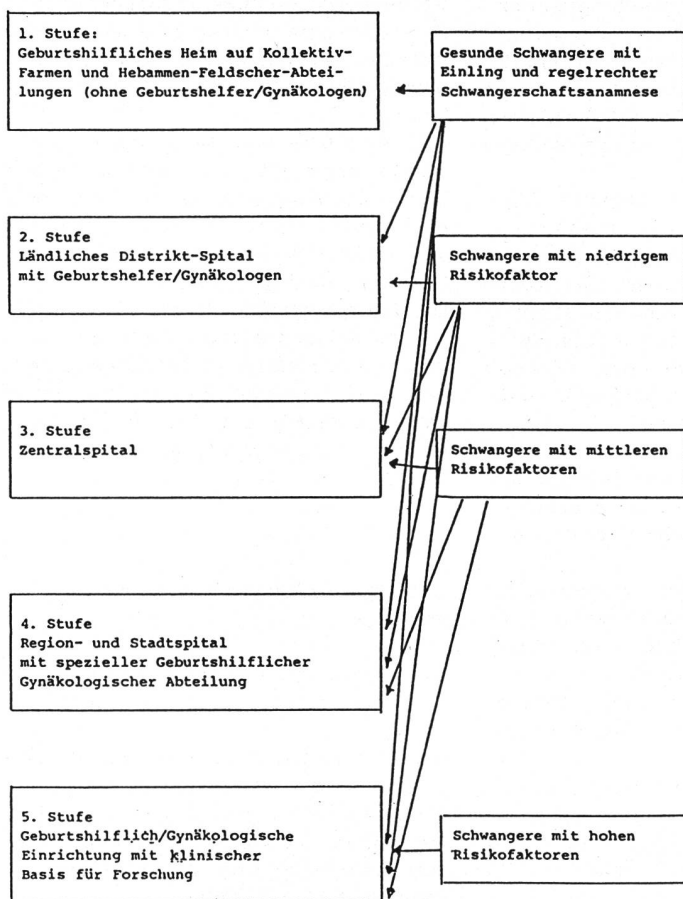 1. Stufe:
Geburtshilfliches Heim auf Kollektiv-
Farmen und Hebammen-Feldscher-Abtei-
lungen (ohne Geburtshelfer/Gynäkologen)
Gesunde Schwangere mit
Einling und regelrechter
Schwangerschaftsanamnese
2. Stufe
Ländliches Distrikt-Spital
mit Geburtshelfer/Gynäkologen
Schwangere mit niedrigem
Risikofaktor
3. Stufe
Zentralspital
Schwangere mit mittleren
Risikofaktoren
4. Stufe
Region- und Stadtspital
mit spezieller Geburtshilflicher
Gynäkologischer Abteilung
5. Stufe
Geburtshilflich/Gynäkologische
Einrichtung mit klinischer
Basis für Forschung
Schwangere mit hohen
Risikofaktoren